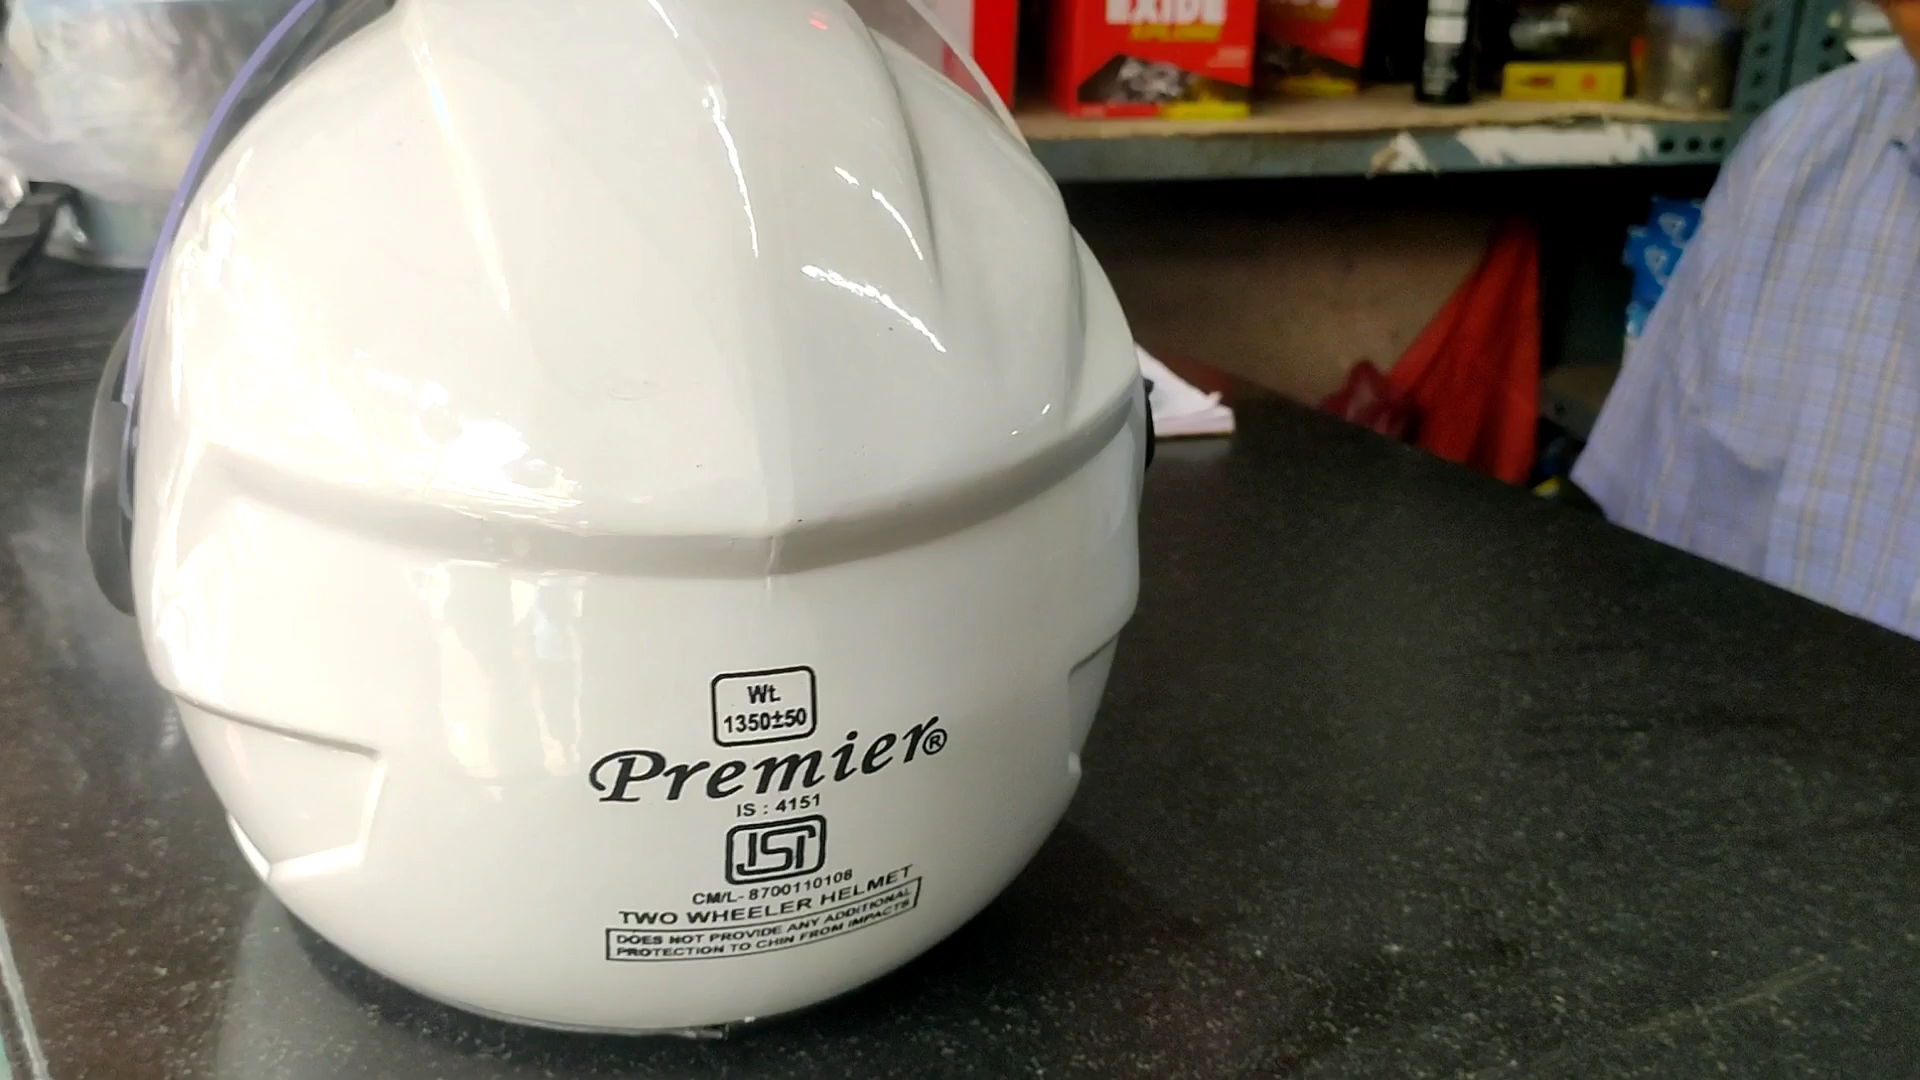 EXIDE
XPLORE
Wt.
1350±50
Premier®
IS : 4151
ISI
CM/L- 8700110108
TWO WHEELER HELMET
DOES NOT PROVIDE ANY ADDITIONAL
PROTECTION TO CHIN FROM IMPACTS